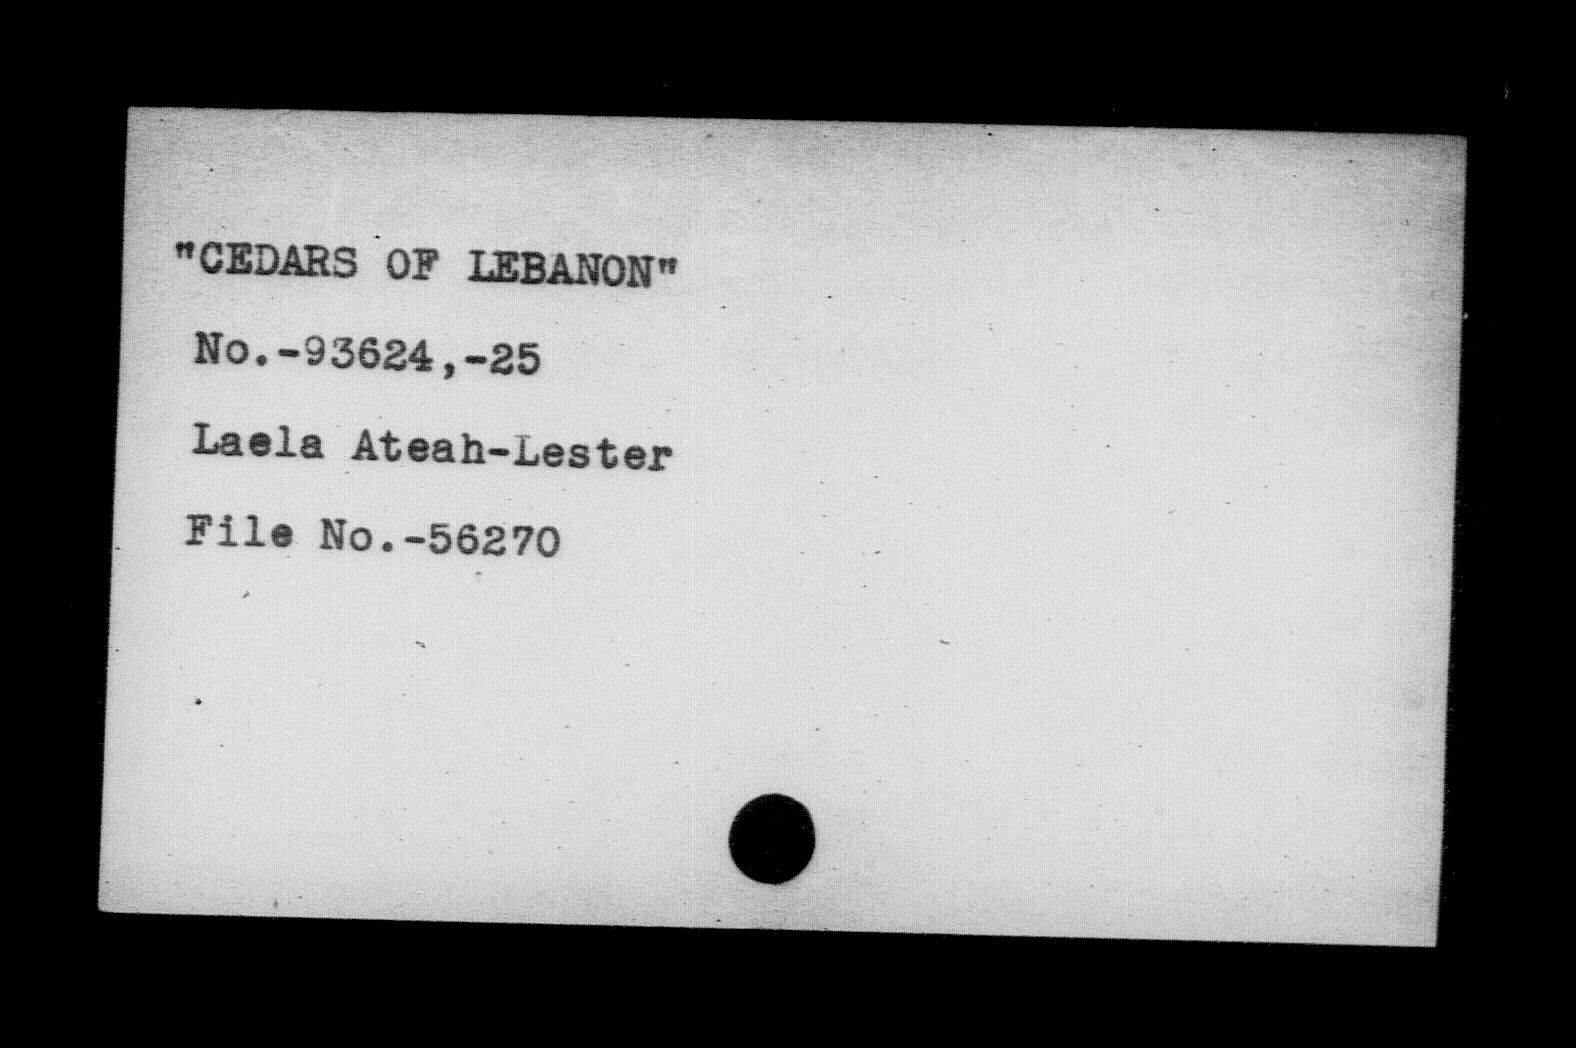 "CEDARS OF LEBANON"
No.-93624,-25
Laela Ateah-Lester
File No.-56270